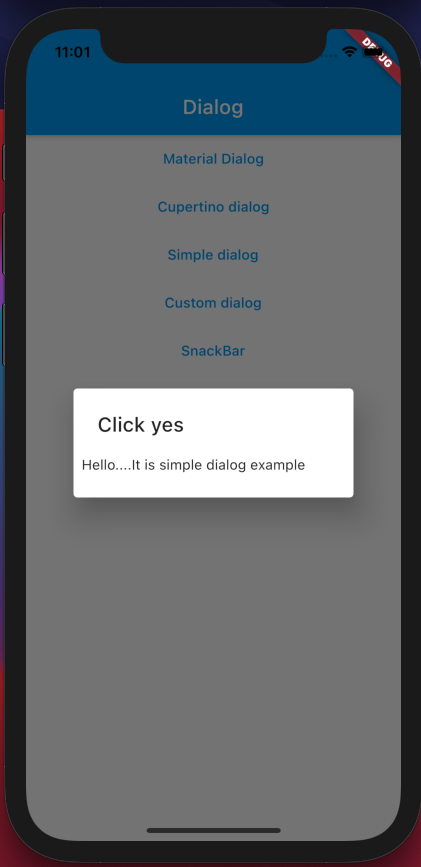 11:01
DEBUG
Dialog
Material Dialog
Cupertino dialog
Simple dialog
Custom dialog
SnackBar
Click yes
Hello....It is simple dialog example